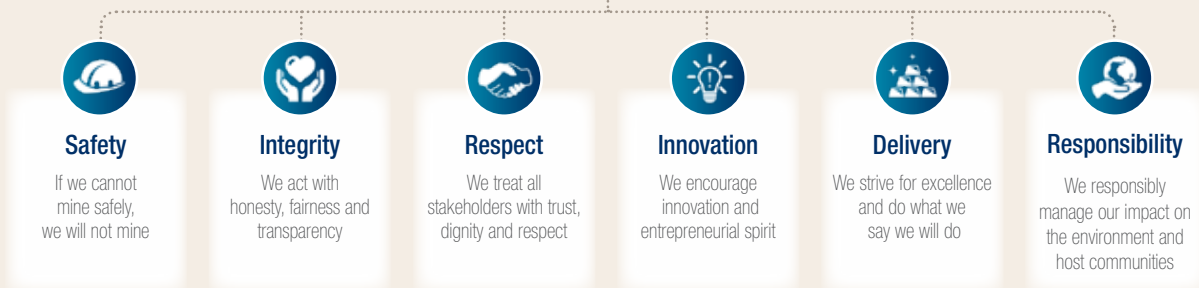 Safety
If we cannot
mine safely,
we will not mine
Integrity
We act with
honesty, fairness and
transparency
Respect
We treat all
stakeholders with trust,
dignity and respect
Innovation
We encourage
innovation and
entrepreneurial spirit
Delivery
We strive for excellence
and do what we
say we will do
Responsibility
We responsibly
manage our impact on
the environment and
host communities